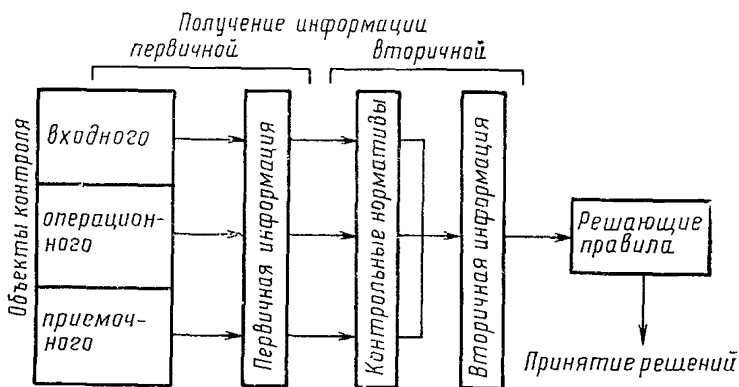 Получение информации
первичной
вторичной
Объекты контроля
входного
операцион-
ного
приемоч-
ного
Первичная информация
Контрольные нормативы
Вторичная информация
Решающие
правила
Принятие решений